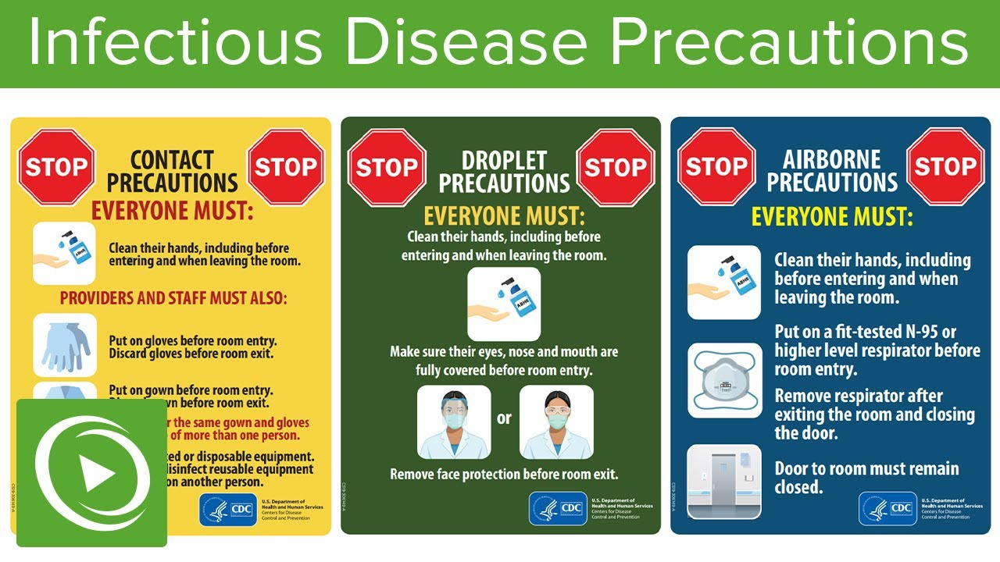 Infectious Disease Precautions
STOP
CONTACT
PRECAUTIONS
STOP
EVERYONE MUST:
Clean their hands, including before
entering and when leaving the room.
ABHR
PROVIDERS AND STAFF MUST ALSO:
Put on gloves before room entry.
Discard gloves before room exit.
Put on gown before room entry.
before room exit.
the same gown and gloves
of more than one person.
or disposable equipment.
disinfect reusable equipment
on another person.
CDC
U.S. Department of
Health and Human Services
Centers for Disease
Control and Prevention
STOP
DROPLET
PRECAUTIONS
STOP
EVERYONE MUST:
Clean their hands, including before
entering and when leaving the room.
ABHR
Make sure their eyes, nose and mouth are
fully covered before room entry.
or
Remove face protection before room exit.
CDC
U.S. Department of
Health and Human Services
Centers for Disease
Control and Prevention
STOP
AIRBORNE
PRECAUTIONS
STOP
EVERYONE MUST:
Clean their hands, including
before entering and when
leaving the room.
ABHR
Put on a fit-tested N-95 or
higher level respirator before
room entry.
Remove respirator after
exiting the room and closing
the door.
Door to room must remain
closed.
CDC
U.S. Department of
Health and Human Services
Centers for Disease
Control and Prevention